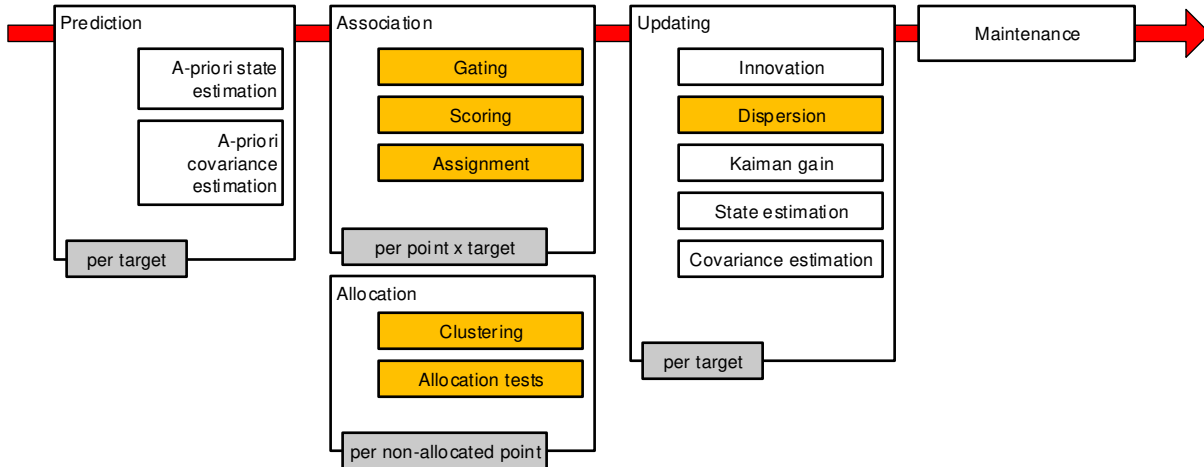 Prediction
A-priori state
estimation
A-priori
covariance
estimation
per target
Association
Gating
Scoring
Assignment
per point x target
Allocation
Clustering
Allocation tests
per non-allocated point
Updating
Innovation
Dispersion
Kaiman gain
State estimation
Covariance estimation
per target
Maintenance